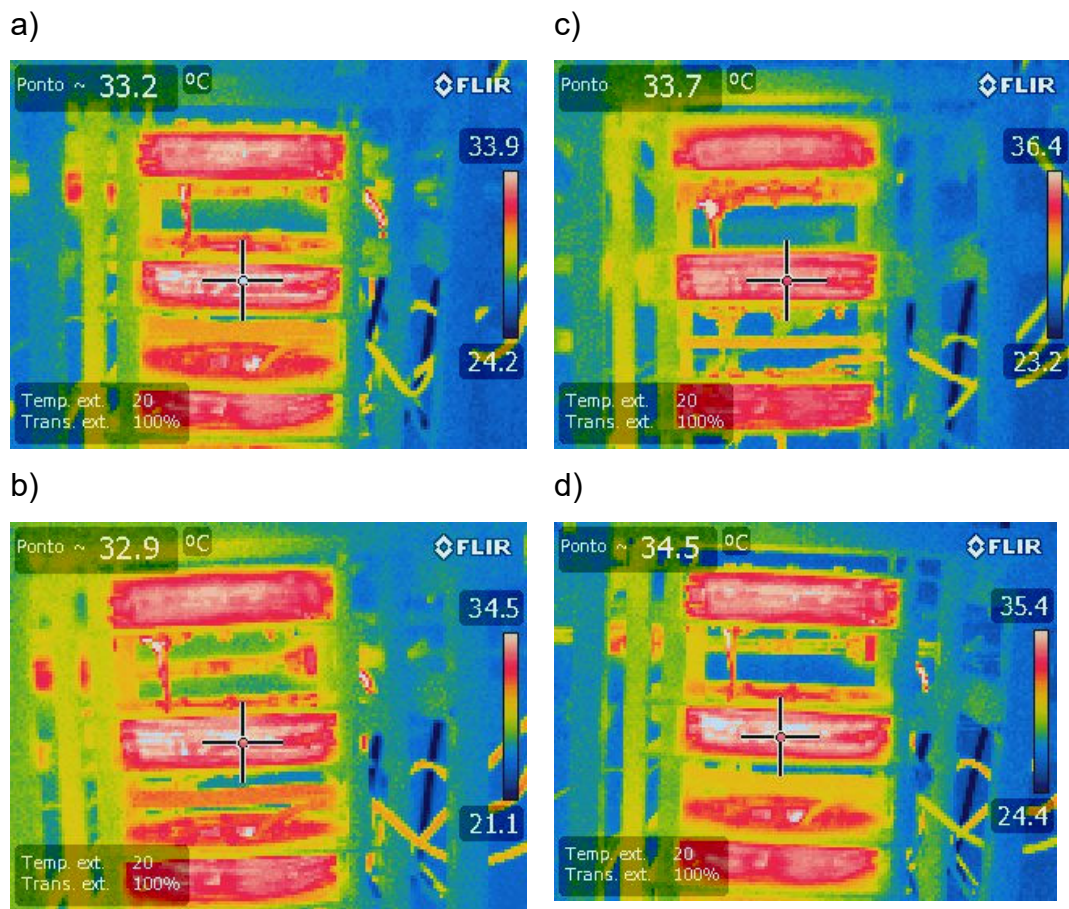 a)
Ponto ~ 33.2 ºC
FLIR
33.9
24.2
Temp. ext. 20
Trans. ext. 100%
c)
Ponto 33.7 ºC
FLIR
36.4
23.2
Temp. ext. 20
Trans. ext. 100%
b)
Ponto ~ 32.9 ºC
FLIR
34.5
21.1
Temp. ext. 20
Trans. ext. 100%
d)
Ponto ~ 34.5 ºC
FLIR
35.4
24.4
Temp. ext. 20
Trans. ext. 100%